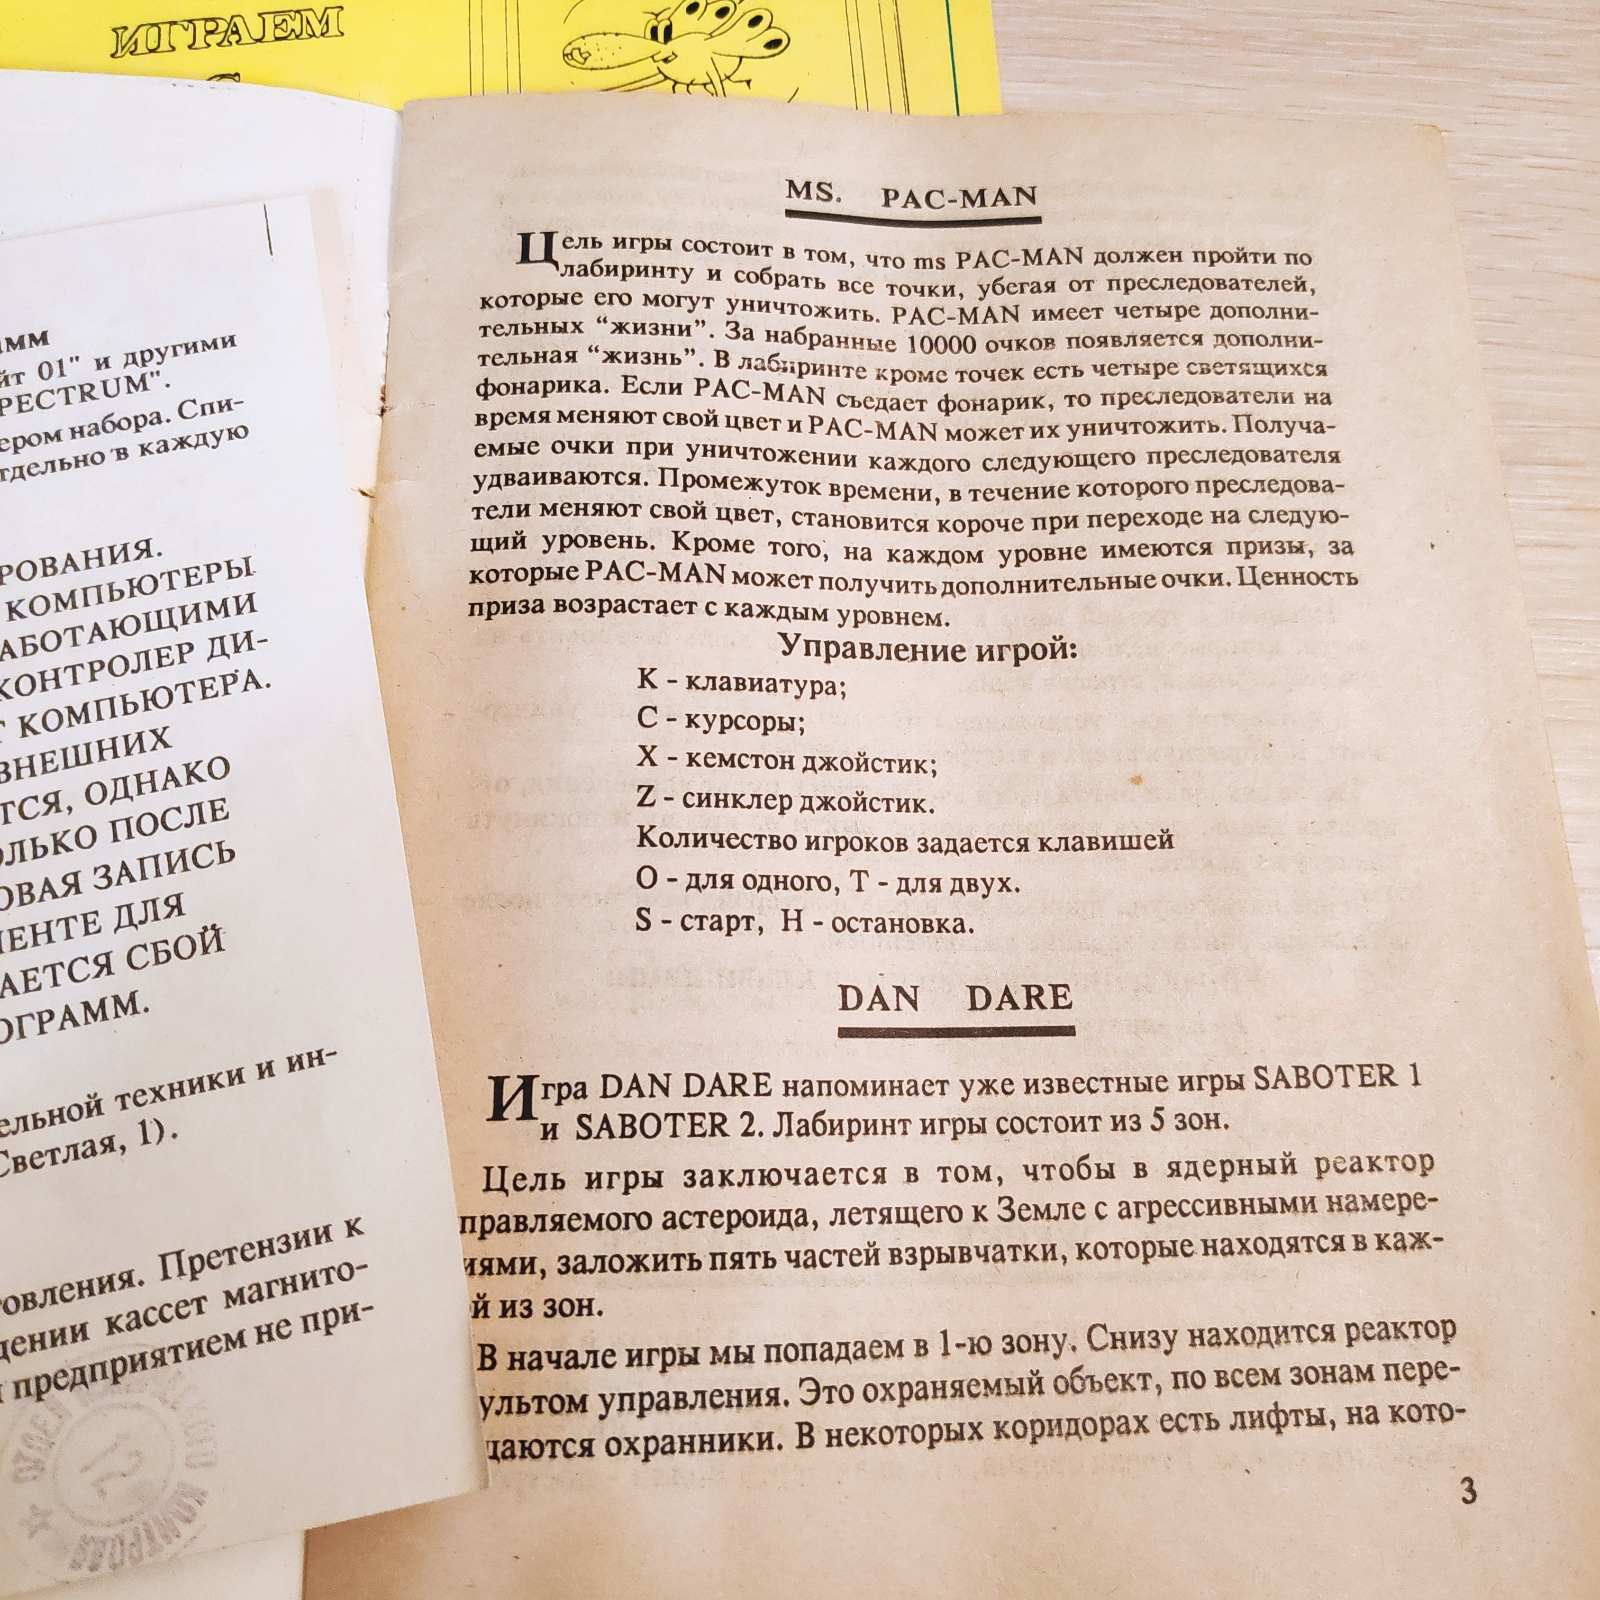 ИГРАЕМ
йт 01" и другими
PECTRUM".
ером набора. Спи-
тдельно в каждую
РОВАНИЯ.
КОМПЬЮТЕРЫ
АБОТАЮЩИМИ
КОНТРОЛЕР ДИ-
Т КОМПЬЮТЕРА.
ВНЕШНИХ
ТСЯ, ОДНАКО
ОЛЬКО ПОСЛЕ
ОВАЯ ЗАПИСЬ
МЕНТЕ ДЛЯ
АЕТСЯ СБОЙ
ОГРАММ.
ельной техники и ин-
Светлая, 1).
товления. Претензии к
дении кассет магнито-
предприятием не при-
MS. PAC-MAN
Цель игры состоит в том, что ms PAC-MAN должен пройти по
лабиринту и собрать все точки, убегая от преследователей,
которые его могут уничтожить. PAC-MAN имеет четыре дополни-
тельных “жизни”. За набранные 10000 очков появляется дополни-
тельная “жизнь”. В лабиринте кроме точек есть четыре светящихся
фонарика. Если PAC-MAN съедает фонарик, то преследователи на
время меняют свой цвет и PAC-MAN может их уничтожить. Получа-
емые очки при уничтожении каждого следующего преследователя
удваиваются. Промежуток времени, в течение которого преследова-
тели меняют свой цвет, становится короче при переходе на следую-
щий уровень. Кроме того, на каждом уровне имеются призы, за
которые PAC-MAN может получить дополнительные очки. Ценность
приза возрастает с каждым уровнем.
Управление игрой:
K - клавиатура;
C - курсоры;
X - кемстон джойстик;
Z - синклер джойстик.
Количество игроков задается клавишей
O - для одного, T - для двух.
S - старт, H - остановка.
DAN DARE
Игра DAN DARE напоминает уже известные игры SABOTER 1
и SABOTER 2. Лабиринт игры состоит из 5 зон.
Цель игры заключается в том, чтобы в ядерный реактор
правляемого астероида, летящего к Земле с агрессивными намере-
иями, заложить пять частей взрывчатки, которые находятся в каж-
й из зон.
В начале игры мы попадаем в 1-ю зону. Снизу находится реактор
ультом управления. Это охраняемый объект, по всем зонам пере-
даются охранники. В некоторых коридорах есть лифты, на кото-
3